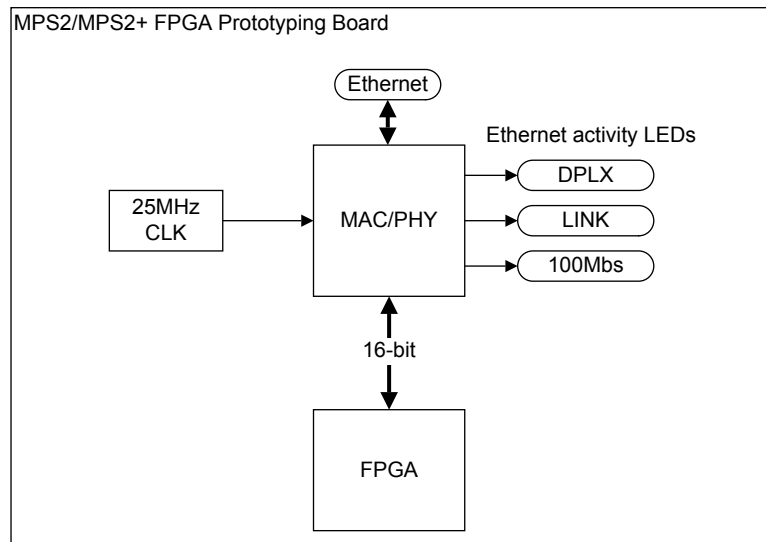 MPS2/MPS2+ FPGA Prototyping Board
Ethernet
Ethernet activity LEDs
DPLX
25MHz
CLK
MAC/PHY
LINK
100Mbs
16-bit
FPGA